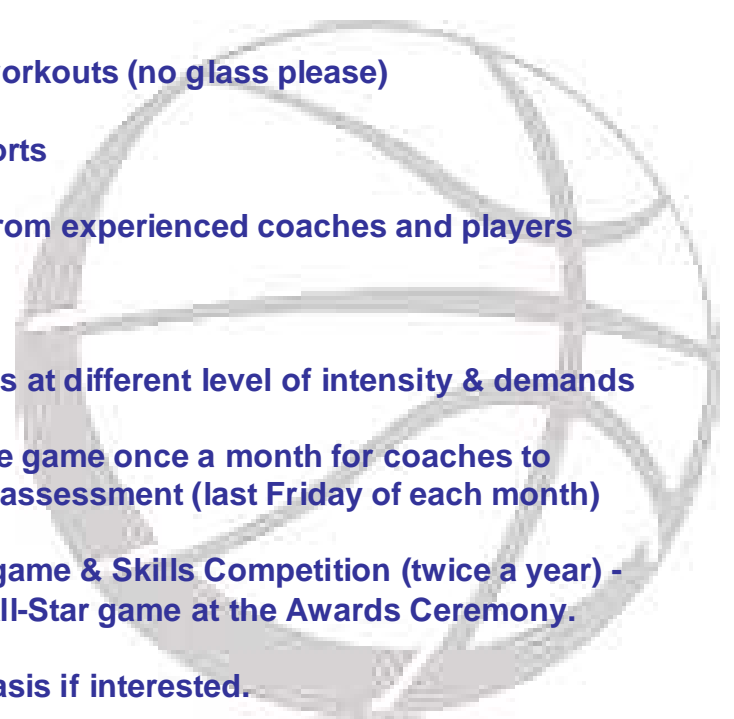 orkouts (no glass please)
orts
rom experienced coaches and players
s at different level of intensity & demands
e game once a month for coaches to
assessment (last Friday of each month)
game & Skills Competition (twice a year) -
ll-Star game at the Awards Ceremony.
asis if interested.